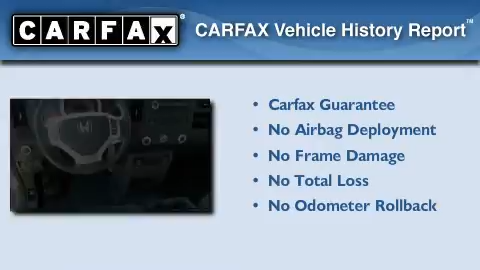 CARFAX®
CARFAX Vehicle History Report™
• Carfax Guarantee
• No Airbag Deployment
• No Frame Damage
• No Total Loss
• No Odometer Rollback